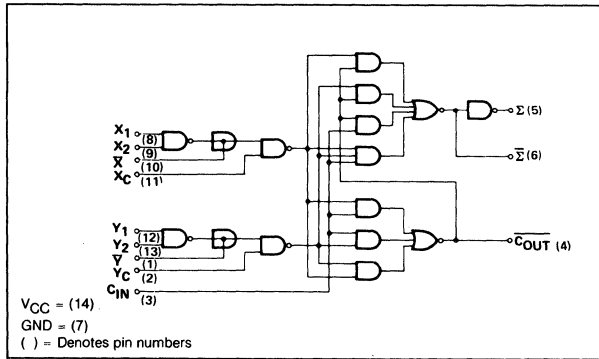 X1
(8)
X2
(9)
X̅
(10)
XC
(11)
Y1
(12)
Y2
(13)
Y̅
(1)
YC
(2)
CIN
(3)
Σ (5)
Σ̅ (6)
C̅O̅U̅T̅ (4)
VCC = (14)
GND = (7)
( ) = Denotes pin numbers